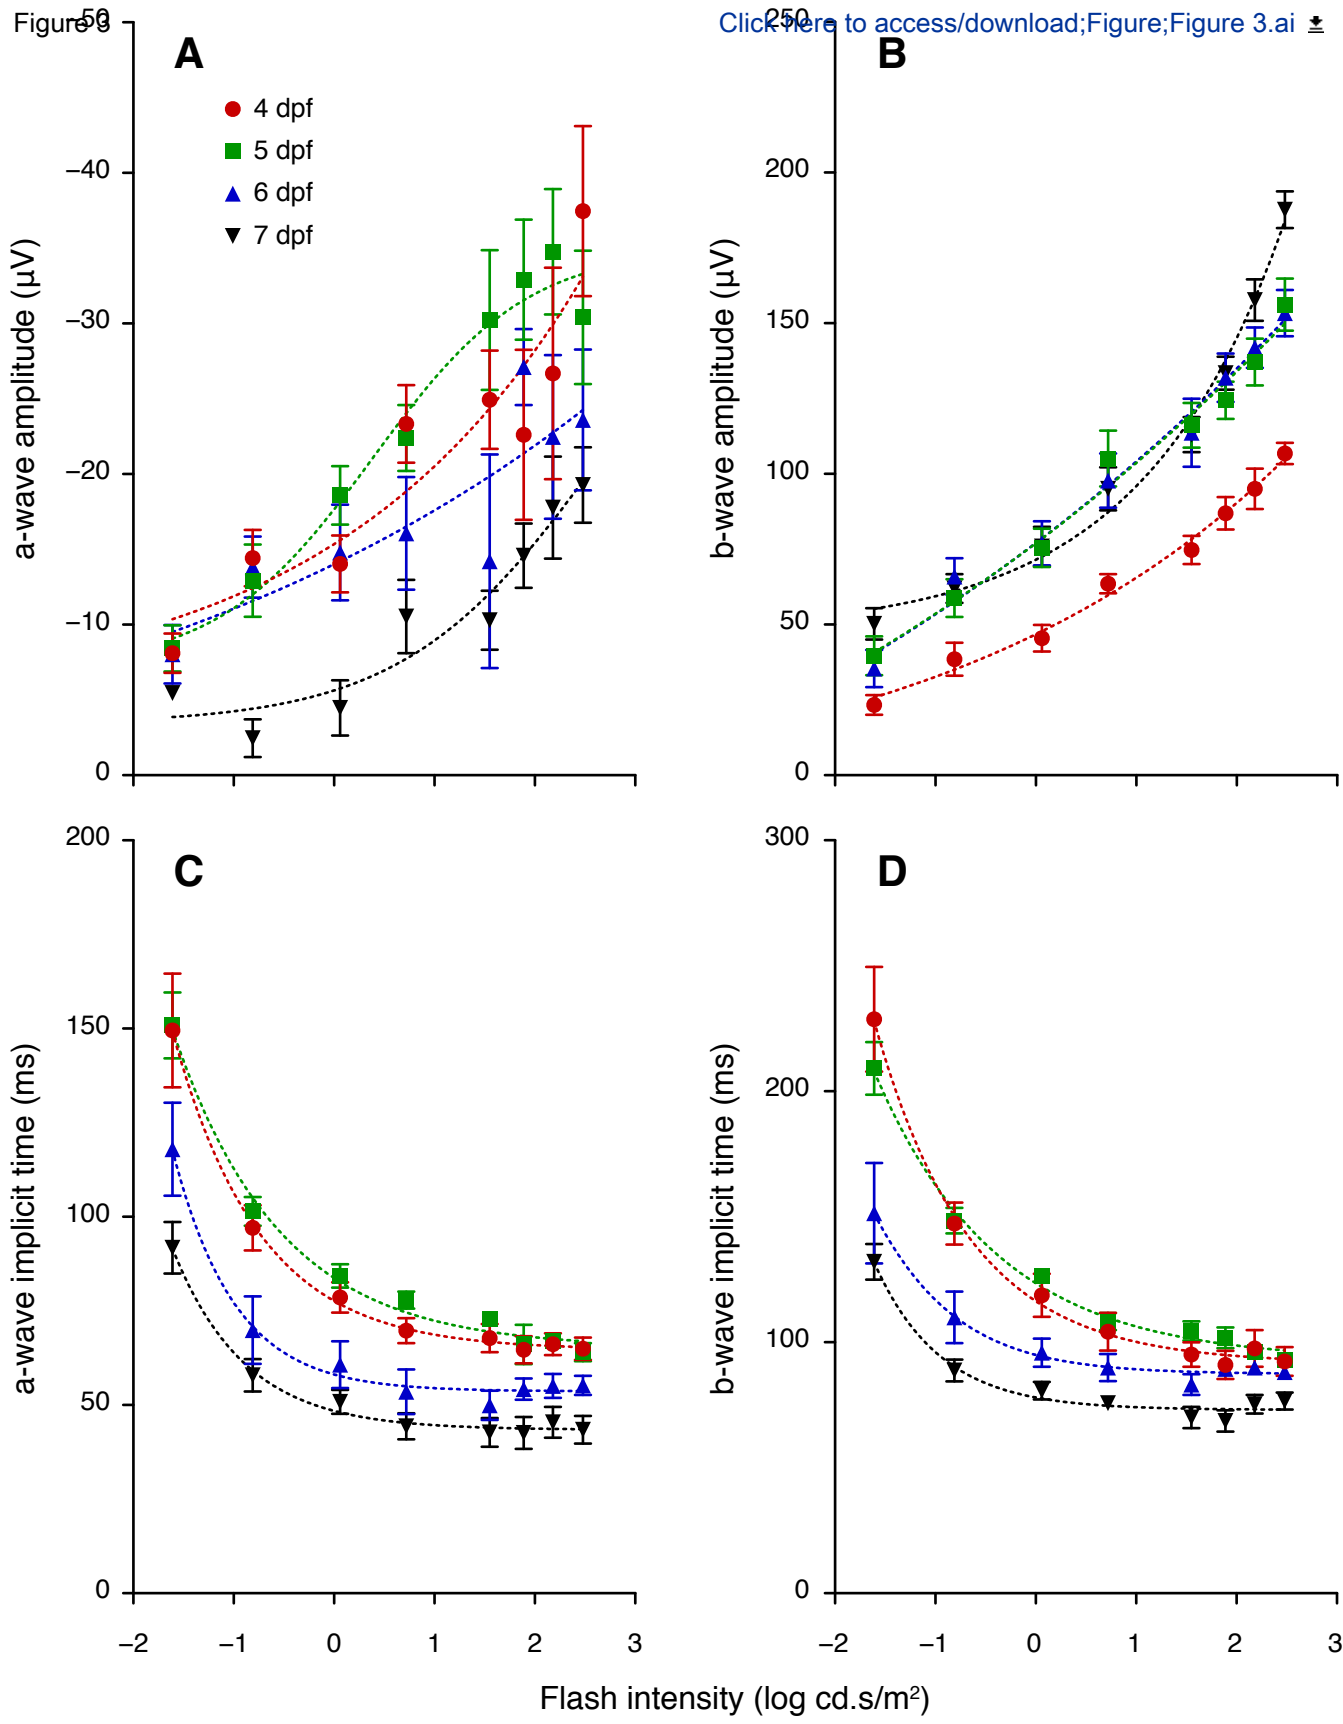 Figure 3
Click here to access/download;Figure;Figure 3.ai
A
−50
−40
−30
−20
−10
0
a-wave amplitude (µV)
4 dpf
5 dpf
6 dpf
7 dpf
B
250
200
150
100
50
0
b-wave amplitude (µV)
C
200
150
100
50
0
a-wave implicit time (ms)
−2 −1 0 1 2 3
D
300
200
100
0
b-wave implicit time (ms)
−2 −1 0 1 2 3
Flash intensity (log cd.s/m²)